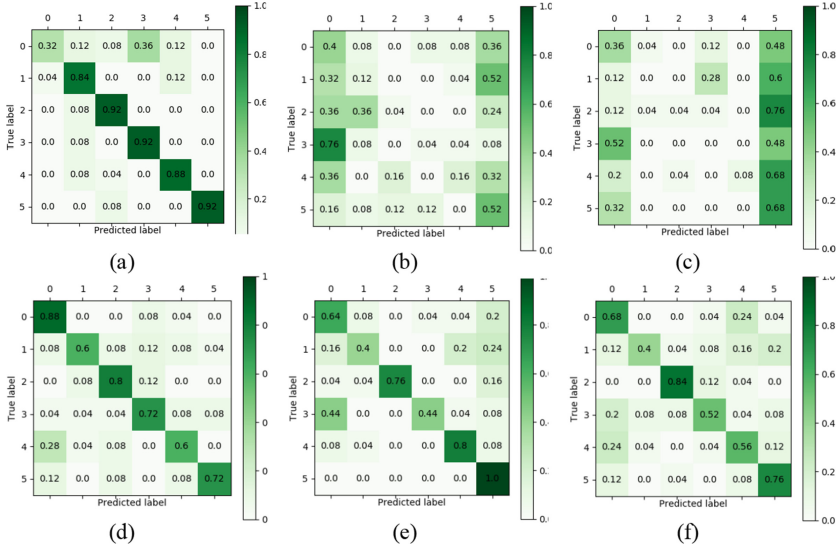 0 1 2 3 4 5
0 0.32 0.12 0.08 0.36 0.12 0.0
1 0.04 0.84 0.0 0.0 0.12 0.0
2 0.0 0.08 0.92 0.0 0.0 0.0
3 0.0 0.08 0.0 0.92 0.0 0.0
4 0.0 0.08 0.04 0.0 0.88 0.0
5 0.0 0.0 0.08 0.0 0.0 0.92
True label
Predicted label
1.0
0.8
0.6
0.4
0.2
(a)
0 1 2 3 4 5
0 0.4 0.08 0.0 0.08 0.08 0.36
1 0.32 0.12 0.0 0.0 0.0 0.52
2 0.36 0.36 0.04 0.0 0.0 0.24
3 0.76 0.08 0.0 0.04 0.04 0.08
4 0.36 0.0 0.16 0.0 0.16 0.32
5 0.16 0.08 0.12 0.12 0.0 0.52
True label
Predicted label
1.0
0.8
0.6
0.4
0.2
0.0
(b)
0 1 2 3 4 5
0 0.36 0.04 0.0 0.12 0.0 0.48
1 0.12 0.0 0.0 0.28 0.0 0.6
2 0.12 0.04 0.04 0.04 0.0 0.76
3 0.52 0.0 0.0 0.0 0.0 0.48
4 0.2 0.0 0.04 0.0 0.08 0.68
5 0.32 0.0 0.0 0.0 0.0 0.68
True label
Predicted label
1.0
0.8
0.6
0.4
0.2
0.0
(c)
0 1 2 3 4 5
0 0.88 0.0 0.0 0.08 0.04 0.0
1 0.08 0.6 0.08 0.12 0.08 0.04
2 0.0 0.08 0.8 0.12 0.0 0.0
3 0.04 0.04 0.04 0.72 0.08 0.08
4 0.28 0.04 0.08 0.0 0.6 0.0
5 0.12 0.0 0.08 0.0 0.08 0.72
True label
Predicted label
1
0
0
0
0
0
(d)
0 1 2 3 4 5
0 0.64 0.08 0.0 0.04 0.04 0.2
1 0.16 0.4 0.0 0.0 0.2 0.24
2 0.04 0.04 0.76 0.0 0.0 0.16
3 0.44 0.0 0.0 0.44 0.04 0.08
4 0.08 0.04 0.0 0.0 0.8 0.08
5 0.0 0.0 0.0 0.0 0.0 1.0
True label
Predicted label
1.
0.
0.
0.
0.
0.
(e)
0 1 2 3 4 5
0 0.68 0.0 0.0 0.04 0.24 0.04
1 0.12 0.4 0.04 0.08 0.16 0.2
2 0.0 0.0 0.84 0.12 0.04 0.0
3 0.2 0.08 0.08 0.52 0.04 0.08
4 0.24 0.04 0.0 0.04 0.56 0.12
5 0.12 0.0 0.04 0.0 0.08 0.76
True label
Predicted label
1.0
0.8
0.6
0.4
0.2
0.0
(f)